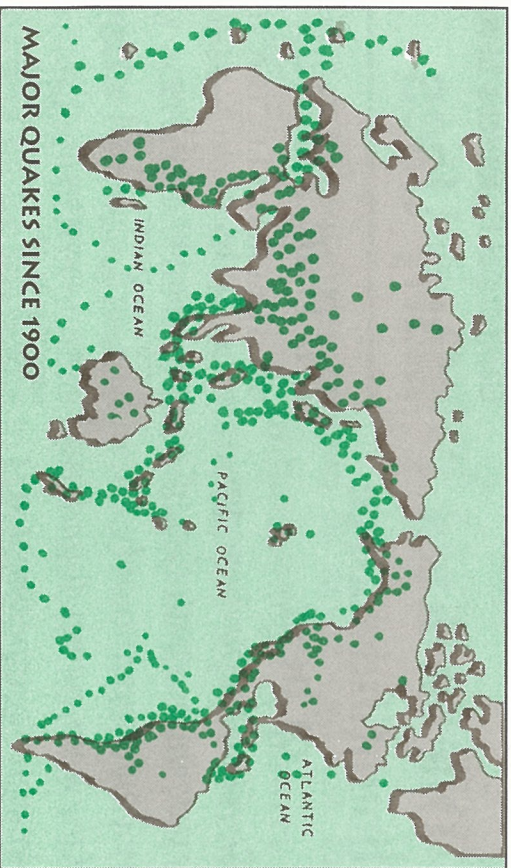 INDIAN OCEAN
PACIFIC OCEAN
ATLANTIC
OCEAN
MAJOR QUAKES SINCE 1900